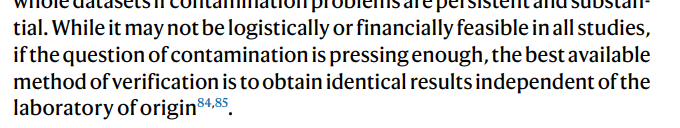 whole datasets if contamination problems are persistent and substan-
tial. While it may not be logistically or financially feasible in all studies,
if the question of contamination is pressing enough, the best available
method of verification is to obtain identical results independent of the
laboratory of origin84,85.